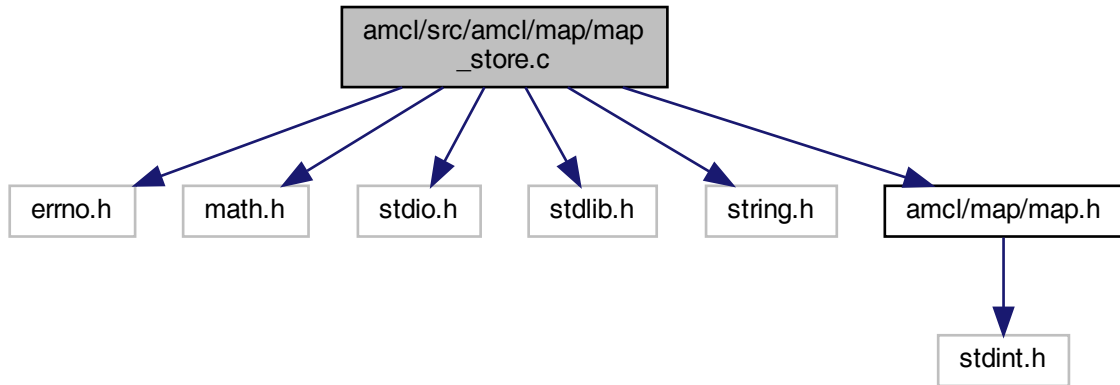 amcl/src/amcl/map/map
_store.c
errno.h
math.h
stdio.h
stdlib.h
string.h
amcl/map/map.h
stdint.h